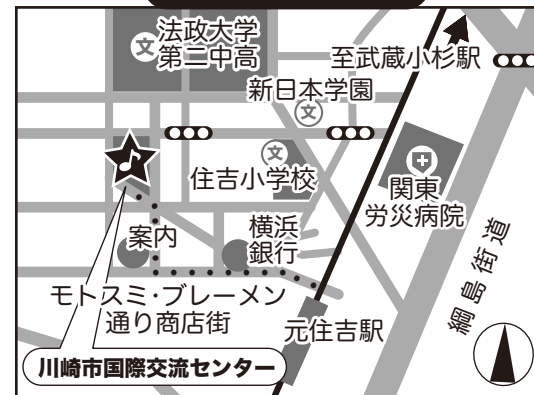 法政大学
第二中高
文
至武蔵小杉駅
新日本学園
文
文
住吉小学校
関東
労災病院
案内
横浜
銀行
綱島街道
モトスミ・ブレーメン
通り商店街
元住吉駅
川崎市国際交流センター